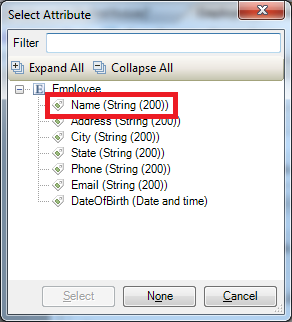 Select Attribute
Filter
Expand All Collapse All
E Employee
Name (String (200))
Address (String (200))
City (String (200))
State (String (200))
Phone (String (200))
Email (String (200))
DateOfBirth (Date and time)
Select None Cancel